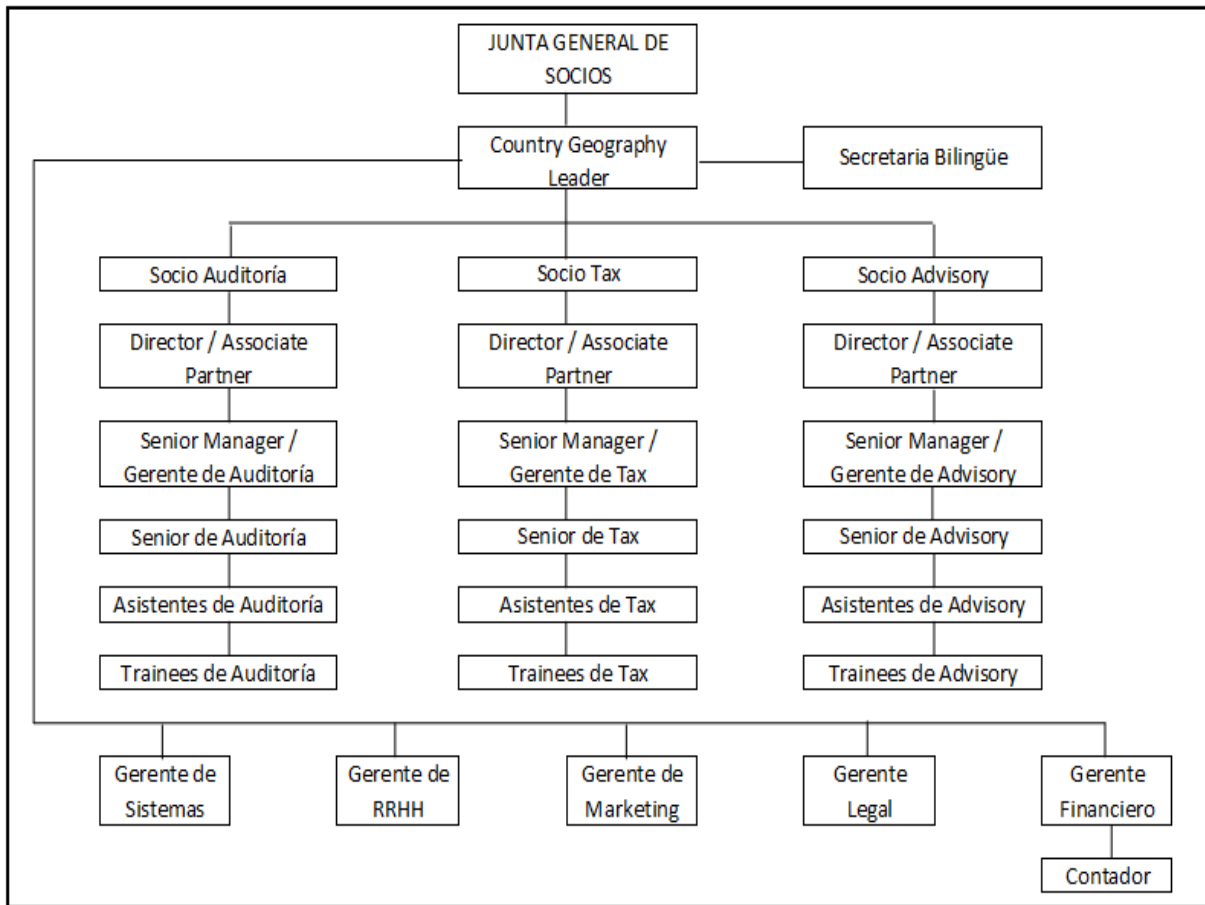 JUNTA GENERAL DE
SOCIOS
Country Geography
Leader
Secretaria Bilingüe
Socio Auditoría
Socio Tax
Socio Advisory
Director / Associate
Partner
Director / Associate
Partner
Director / Associate
Partner
Senior Manager /
Gerente de Auditoría
Senior Manager /
Gerente de Tax
Senior Manager /
Gerente de Advisory
Senior de Auditoría
Senior de Tax
Senior de Advisory
Asistentes de Auditoría
Asistentes de Tax
Asistentes de Advisory
Trainees de Auditoría
Trainees de Tax
Trainees de Advisory
Gerente de
Sistemas
Gerente de
RRHH
Gerente de
Marketing
Gerente
Legal
Gerente
Financiero
Contador